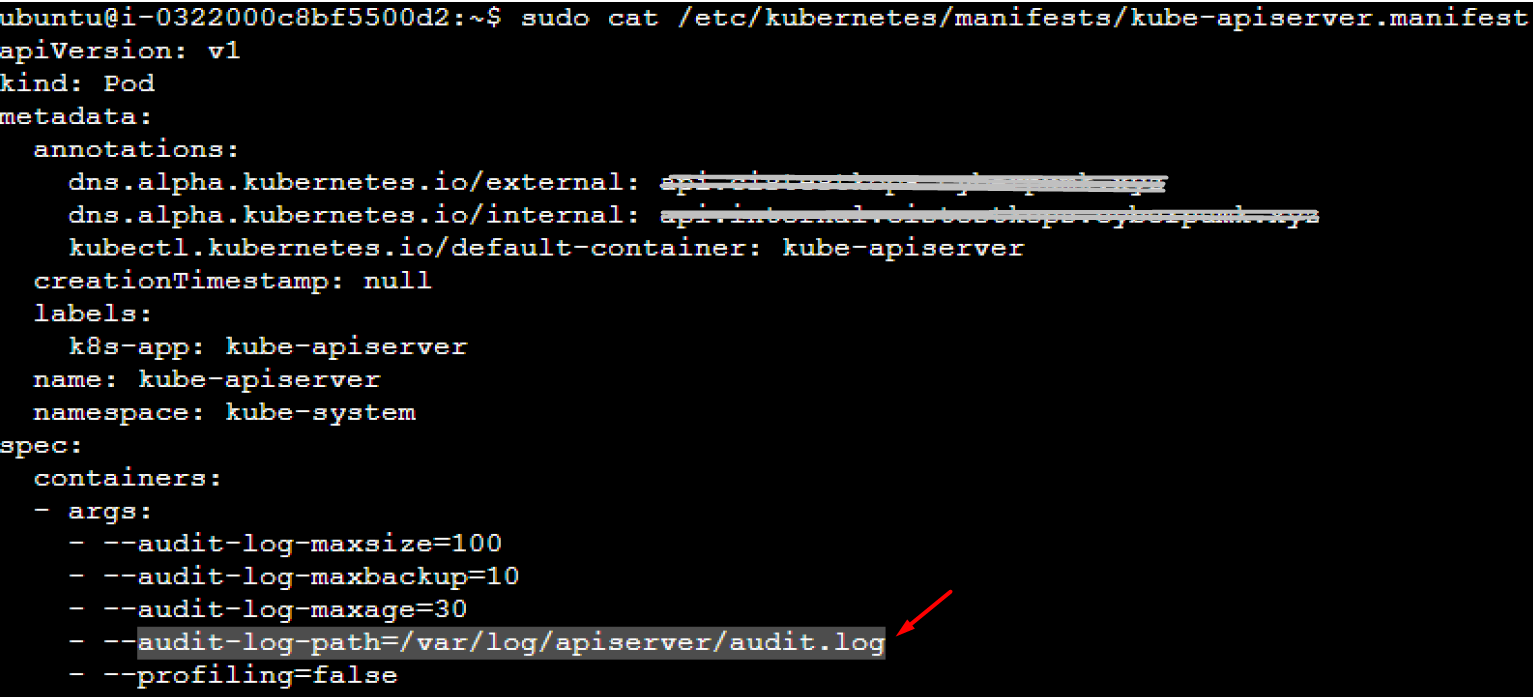 ubuntu@i-0322000c8bf5500d2:~$ sudo cat /etc/kubernetes/manifests/kube-apiserver.manifest
apiVersion: v1
kind: Pod
metadata:
  annotations:
    dns.alpha.kubernetes.io/external:
    dns.alpha.kubernetes.io/internal:
    kubectl.kubernetes.io/default-container: kube-apiserver
  creationTimestamp: null
  labels:
    k8s-app: kube-apiserver
  name: kube-apiserver
  namespace: kube-system
spec:
  containers:
  - args:
    - --audit-log-maxsize=100
    - --audit-log-maxbackup=10
    - --audit-log-maxage=30
    - --audit-log-path=/var/log/apiserver/audit.log
    - --profiling=false